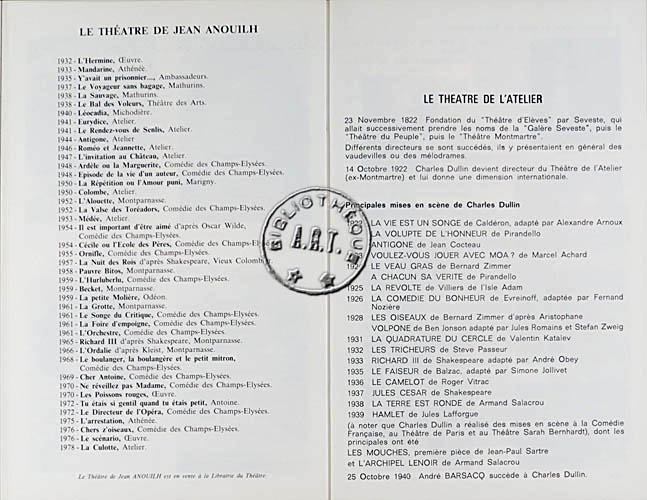 LE THÉATRE DE JEAN ANOUILH
1932 - L'Hermine, Œuvre.
1933 - Mandarine, Athénée.
1935 - Y'avait un prisonnier..., Ambassadeurs.
1937 - Le Voyageur sans bagage, Mathurins.
1938 - La Sauvage, Mathurins.
1938 - Le Bal des Voleurs, Théâtre des Arts.
1940 - Léocadia, Michodière.
1941 - Eurydice, Atelier.
1941 - Le Rendez-vous de Senlis, Atelier.
1944 - Antigone, Atelier
1946 - Roméo et Jeannette, Atelier.
1947 - L'Invitation au Château, Atelier.
1948 - Ardèle ou la Marguerite, Comédie des Champs-Elysées.
1948 - Episode de la vie d'un auteur, Comédie des Champs-Elysées.
1950 - La Répétition ou l'Amour puni, Marigny.
1950 - Colombe, Atelier.
1952 - L'Alouette, Montparnasse.
1952 - La Valse des Toréadors, Comédie des Champs-Elysées.
1953 - Médée, Atelier.
1954 - Il est important d'être aimé d'après Oscar Wilde,
Comédie des Champs-Elysées.
1954 - Cécile ou l'Ecole des Pères, Comédie des Champs-Elysées.
1955 - Ornifle, Comédie des Champs-Elysées.
1957 - La Nuit des Rois d'après Shakespeare, Vieux Colombier.
1958 - Pauvre Bitos, Montparnasse.
1959 - L'Hurluberlu, Comédie des Champs-Elysées.
1959 - Becket, Montparnasse.
1959 - La petite Molière, Odéon.
1961 - La Grotte, Montparnasse.
1961 - Le Songe du Critique, Comédie des Champs-Elysées.
1961 - La Foire d'empoigne, Comédie des Champs-Elysées.
1961 - L'Orchestre, Comédie des Champs-Elysées.
1965 - Richard III d'après Shakespeare, Montparnasse.
1966 - L'Ordalie d'après Kleist, Montparnasse.
1968 - Le boulanger, la boulangère et le petit mitron,
Comédie des Champs-Elysées.
1969 - Cher Antoine, Comédie des Champs-Elysées.
1970 - Ne réveillez pas Madame, Comédie des Champs-Elysées.
1970 - Les Poissons rouges, Œuvre.
1972 - Tu étais si gentil quand tu étais petit, Antoine.
1972 - Le Directeur de l'Opéra, Comédie des Champs-Elysées.
1975 - L'arrestation, Athénée.
1976 - Chers z'oiseaux, Comédie des Champs-Elysées.
1976 - Le scénario, Œuvre.
1978 - La Culotte, Atelier.
Le Théâtre de Jean ANOUILH est en vente à la Librairie du Théâtre.
BIBLIOTHÈQUE
A.R.T.
LE THEATRE DE L'ATELIER
23 Novembre 1822 Fondation du "Théâtre d'Elèves" par Seveste, qui
allait successivement prendre les noms de la "Galère Seveste", puis le
"Théâtre du Peuple", puis le "Théâtre Montmartre".
Différents directeurs se sont succédés, ils y présentaient en général des
vaudevilles ou des mélodrames.
14 Octobre 1922 Charles Dullin devient directeur du Théâtre de l'Atelier
(ex-Montmartre) et lui donne une dimension internationale.
Principales mises en scène de Charles Dullin
1922 LA VIE EST UN SONGE de Caldéron, adapté par Alexandre Arnoux
LA VOLUPTE DE L'HONNEUR de Pirandello
ANTIGONE de Jean Cocteau
VOULEZ-VOUS JOUER AVEC MOA ? de Marcel Achard
LE VEAU GRAS de Bernard Zimmer
A CHACUN SA VERITE de Pirandello
1925 LA REVOLTE de Villiers de l'Isle Adam
1926 LA COMEDIE DU BONHEUR de Evreinoff, adaptée par Fernand
Nozière
1928 LES OISEAUX de Bernard Zimmer d'après Aristophane
VOLPONE de Ben Jonson adapté par Jules Romains et Stefan Zweig
1931 LA QUADRATURE DU CERCLE de Valentin Kataïev
1932 LES TRICHEURS de Steve Passeur
1933 RICHARD III de Shakespeare adapté par André Obey
1935 LE FAISEUR de Balzac, adapté par Simone Jollivet
1936 LE CAMELOT de Roger Vitrac
1937 JULES CESAR de Shakespeare
1938 LA TERRE EST RONDE de Armand Salacrou
1939 HAMLET de Jules Lafforgue
(à noter que Charles Dullin a réalisé des mises en scène à la Comédie
Française, au Théâtre de Paris au Théâtre Sarah Bernhardt), dont les
principales ont été
LES MOUCHES, première pièce de Jean-Paul Sartre
et L'ARCHIPEL LENOIR de Armand Salacrou
25 Octobre 1940 André BARSACQ succède à Charles Dullin.